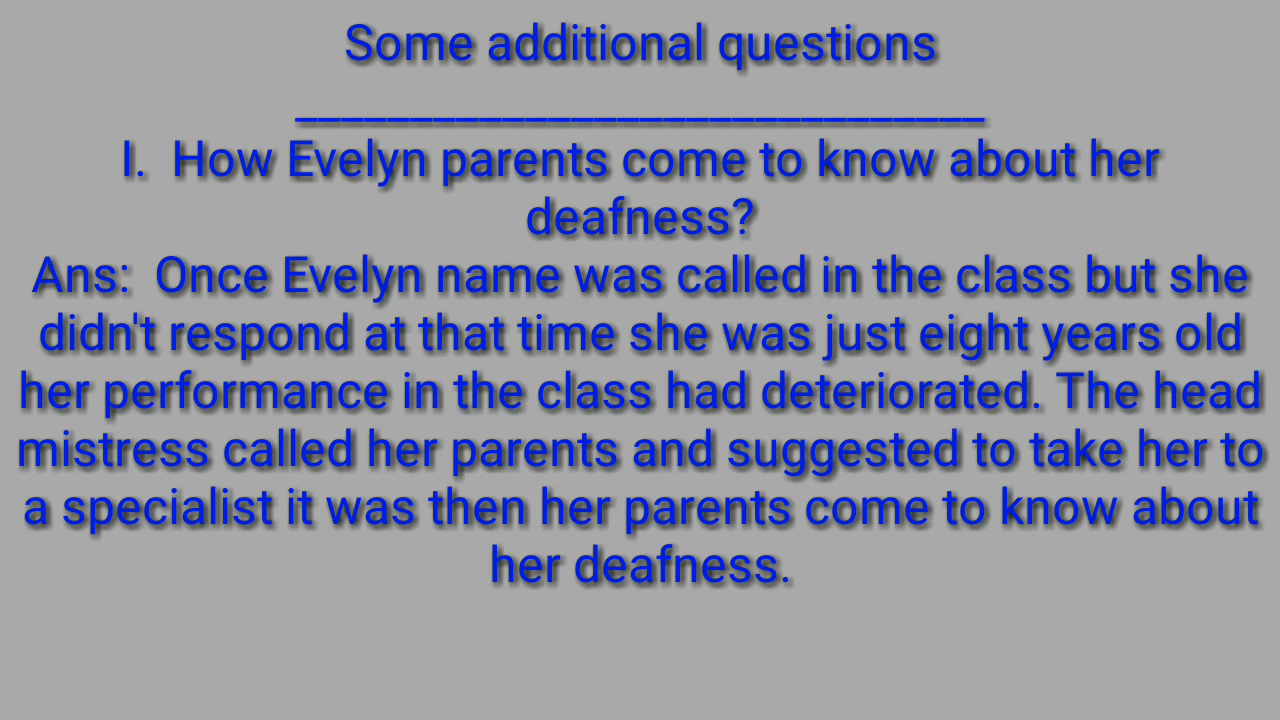 Some additional questions
______________________________
I.  How Evelyn parents come to know about her
deafness?
Ans:  Once Evelyn name was called in the class but she
didn't respond at that time she was just eight years old
her performance in the class had deteriorated. The head
mistress called her parents and suggested to take her to
a specialist it was then her parents come to know about
her deafness.